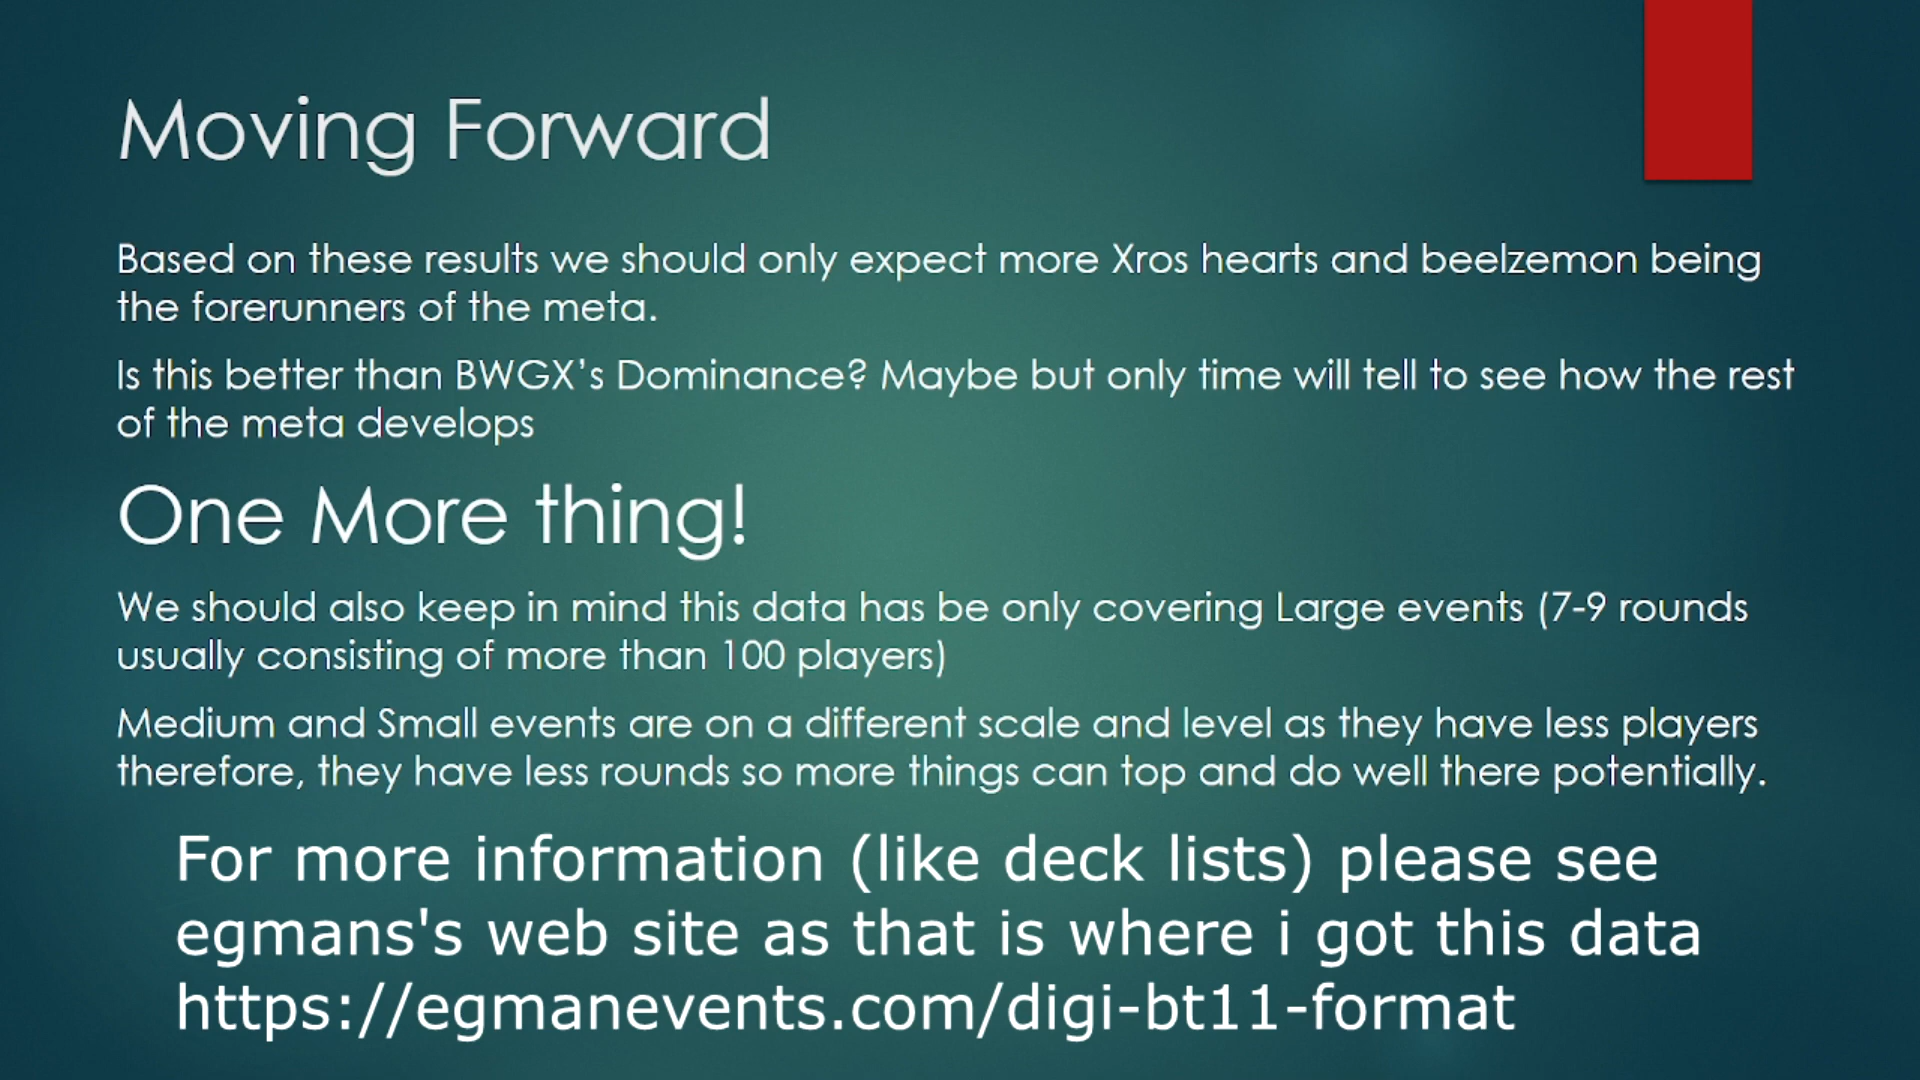 Moving Forward
Based on these results we should only expect more Xros hearts and beelzemon being
the forerunners of the meta.
Is this better than BWGX’s Dominance? Maybe but only time will tell to see how the rest
of the meta develops
One More thing!
We should also keep in mind this data has be only covering Large events (7-9 rounds
usually consisting of more than 100 players)
Medium and Small events are on a different scale and level as they have less players
therefore, they have less rounds so more things can top and do well there potentially.
For more information (like deck lists) please see
egmans's web site as that is where i got this data
https://egmanevents.com/digi-bt11-format